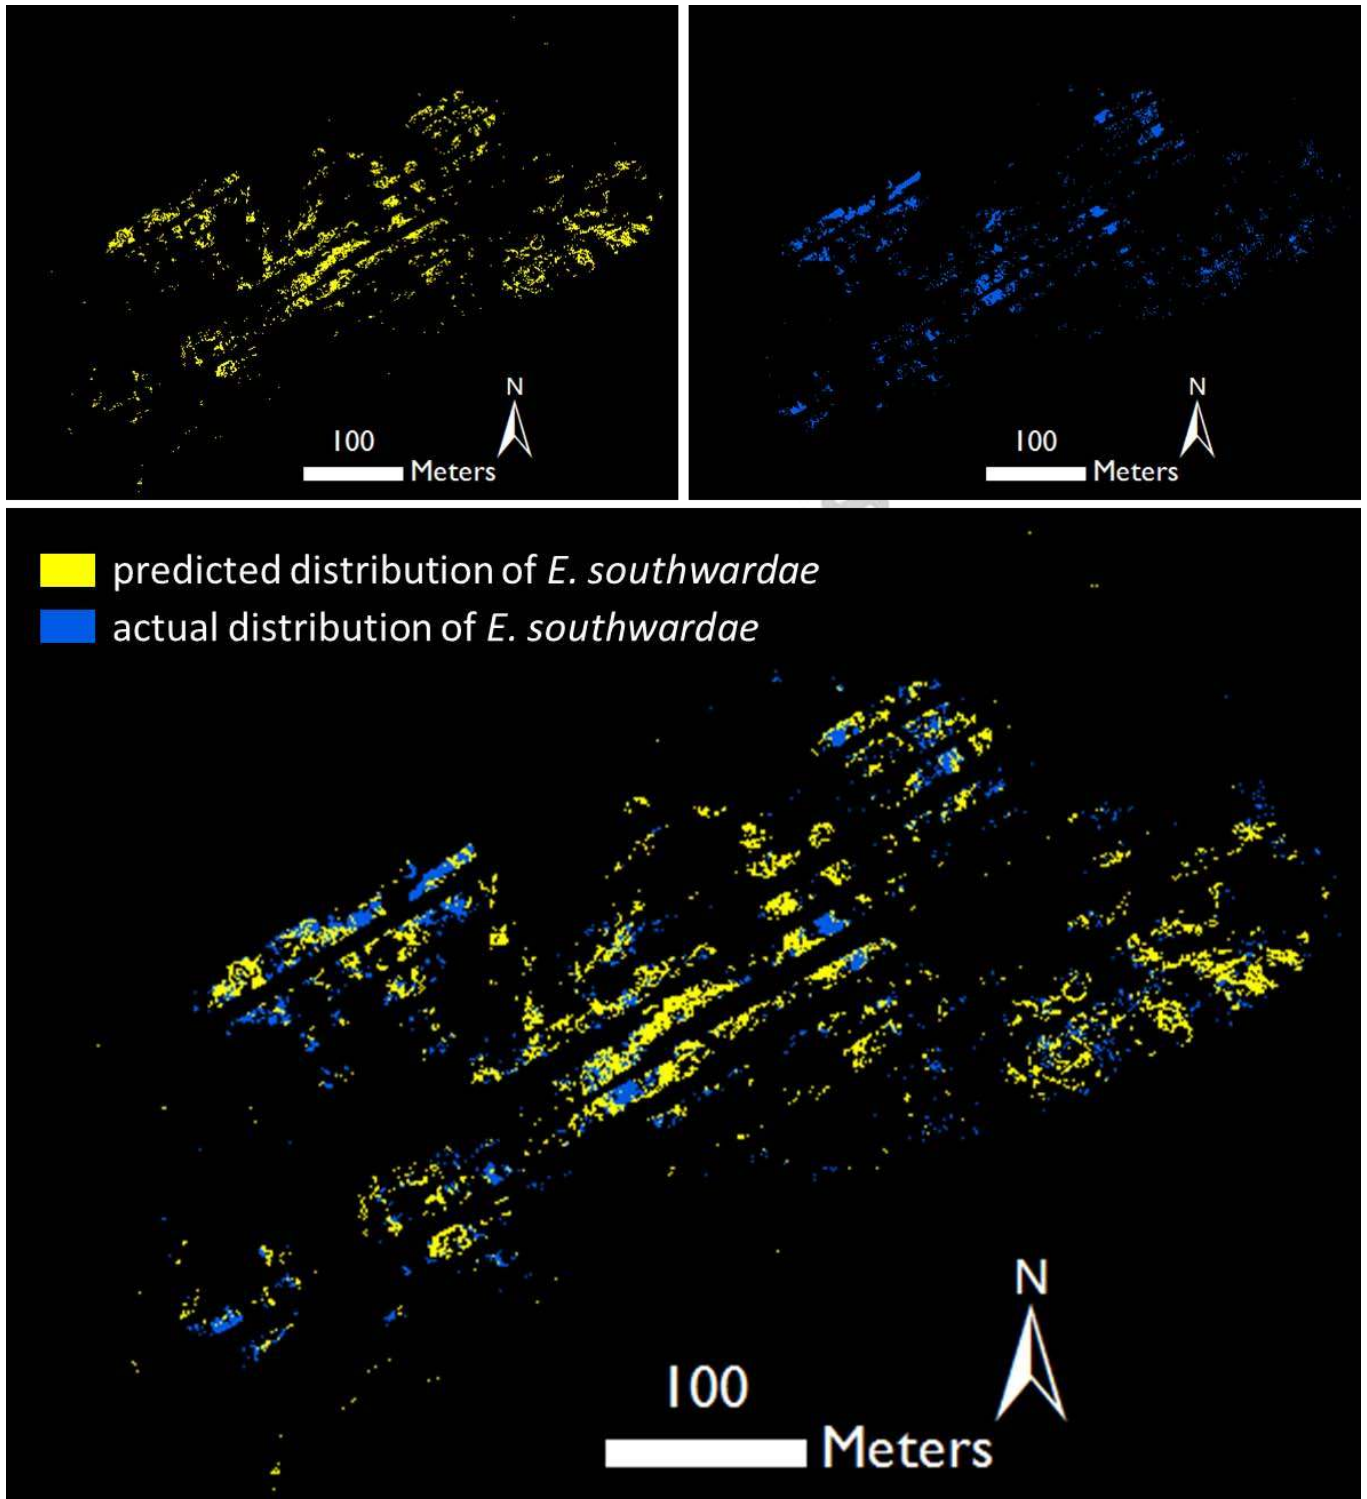 N
100
Meters
N
100
Meters
predicted distribution of E. southwardae
actual distribution of E. southwardae
N
100
Meters